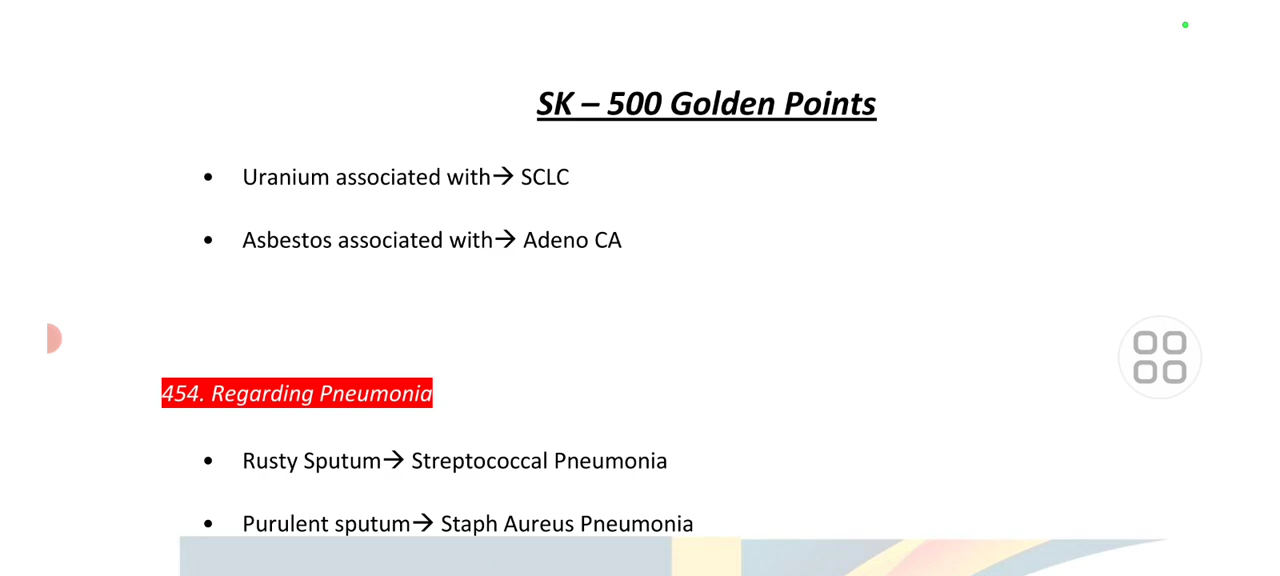 SK – 500 Golden Points
• Uranium associated with→ SCLC
• Asbestos associated with→ Adeno CA
454. Regarding Pneumonia
• Rusty Sputum→ Streptococcal Pneumonia
• Purulent sputum→ Staph Aureus Pneumonia